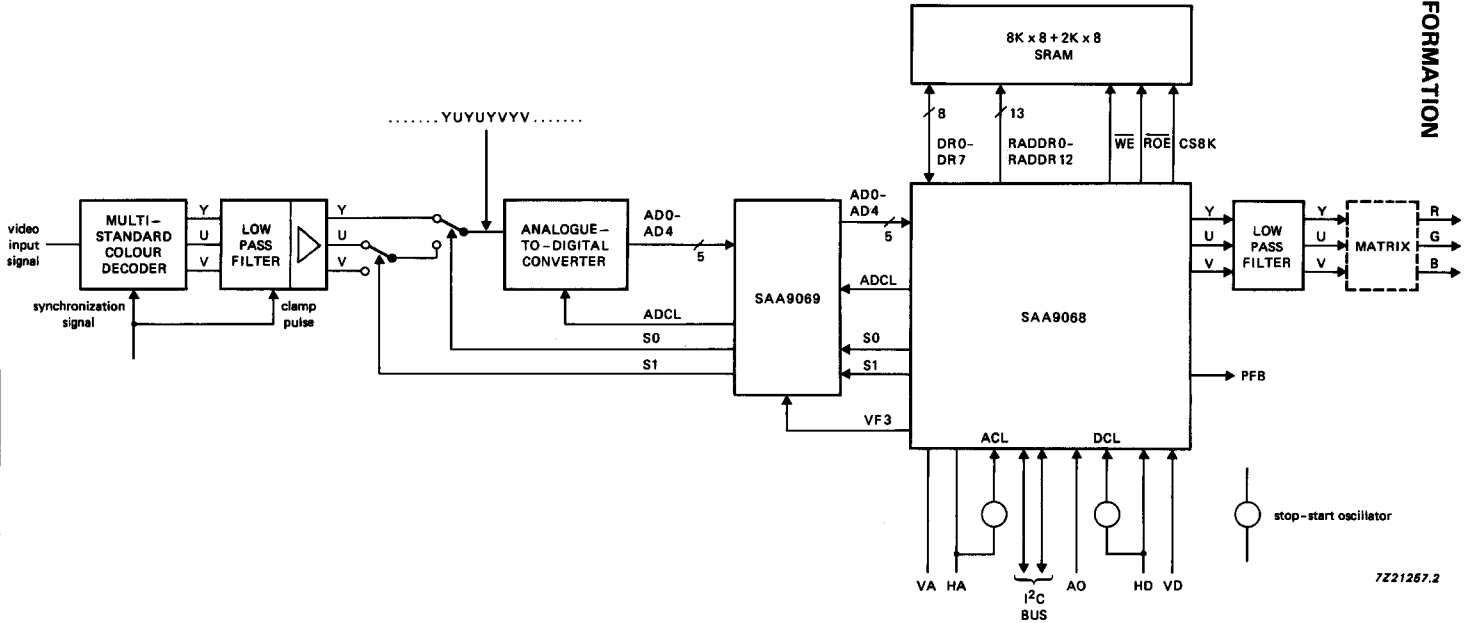 FORMATION
8K x 8 + 2K x 8
SRAM
8
DR0-
DR7
13
RADDR0-
RADDR12
WE
ROE
CS8K
....... YUYUYVYV .......
video
input
signal
MULTI-
STANDARD
COLOUR
DECODER
Y
U
V
LOW
PASS
FILTER
Y
U
V
ANALOGUE-
TO-DIGITAL
CONVERTER
AD0-
AD4
5
SAA9069
AD0-
AD4
5
SAA9068
Y
U
V
LOW
PASS
FILTER
Y
U
V
MATRIX
R
G
B
synchronization
signal
clamp
pulse
ADCL
S0
S1
ADCL
S0
S1
VF3
PFB
ACL
DCL
stop-start oscillator
VA
HA
I²C
BUS
A0
HD
VD
7Z21257.2